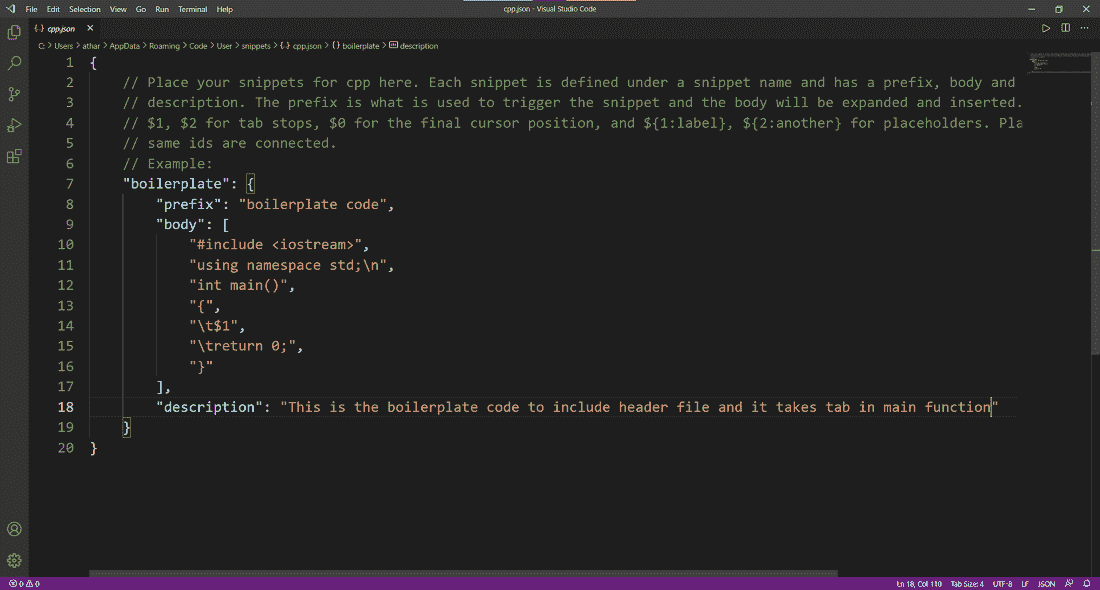 File Edit Selection View Go Run Terminal Help
cpp.json - Visual Studio Code
{} cpp.json ×
C: > Users > athar > AppData > Roaming > Code > User > snippets > {} cpp.json > {} boilerplate > description
1 {
2 // Place your snippets for cpp here. Each snippet is defined under a snippet name and has a prefix, body and
3 // description. The prefix is what is used to trigger the snippet and the body will be expanded and inserted.
4 // $1, $2 for tab stops, $0 for the final cursor position, and ${1:label}, ${2:another} for placeholders. Pla
5 // same ids are connected.
6 // Example:
7 "boilerplate": {
8 "prefix": "boilerplate code",
9 "body": [
10 "#include <iostream>",
11 "using namespace std;\n",
12 "int main()",
13 "{",
14 "\t$1",
15 "\treturn 0;",
16 "}"
17 ],
18 "description": "This is the boilerplate code to include header file and it takes tab in main function"
19 }
20 }
0 0 Ln 18, Col 110 Tab Size: 4 UTF-8 LF JSON